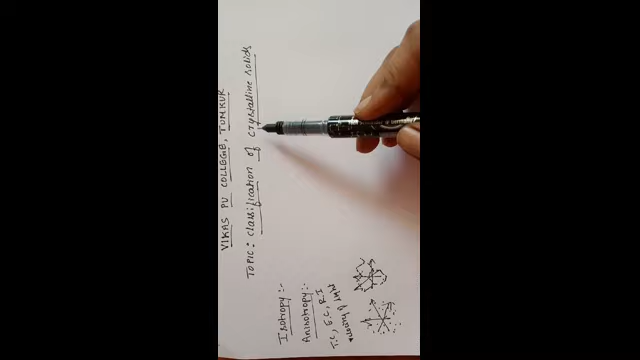 VIKAS PU COLLEGE, TUMKUR
TOPIC: classification of crystalline solids
Isotropy :-
Anisotropy :-
T.C, E.C, R.I